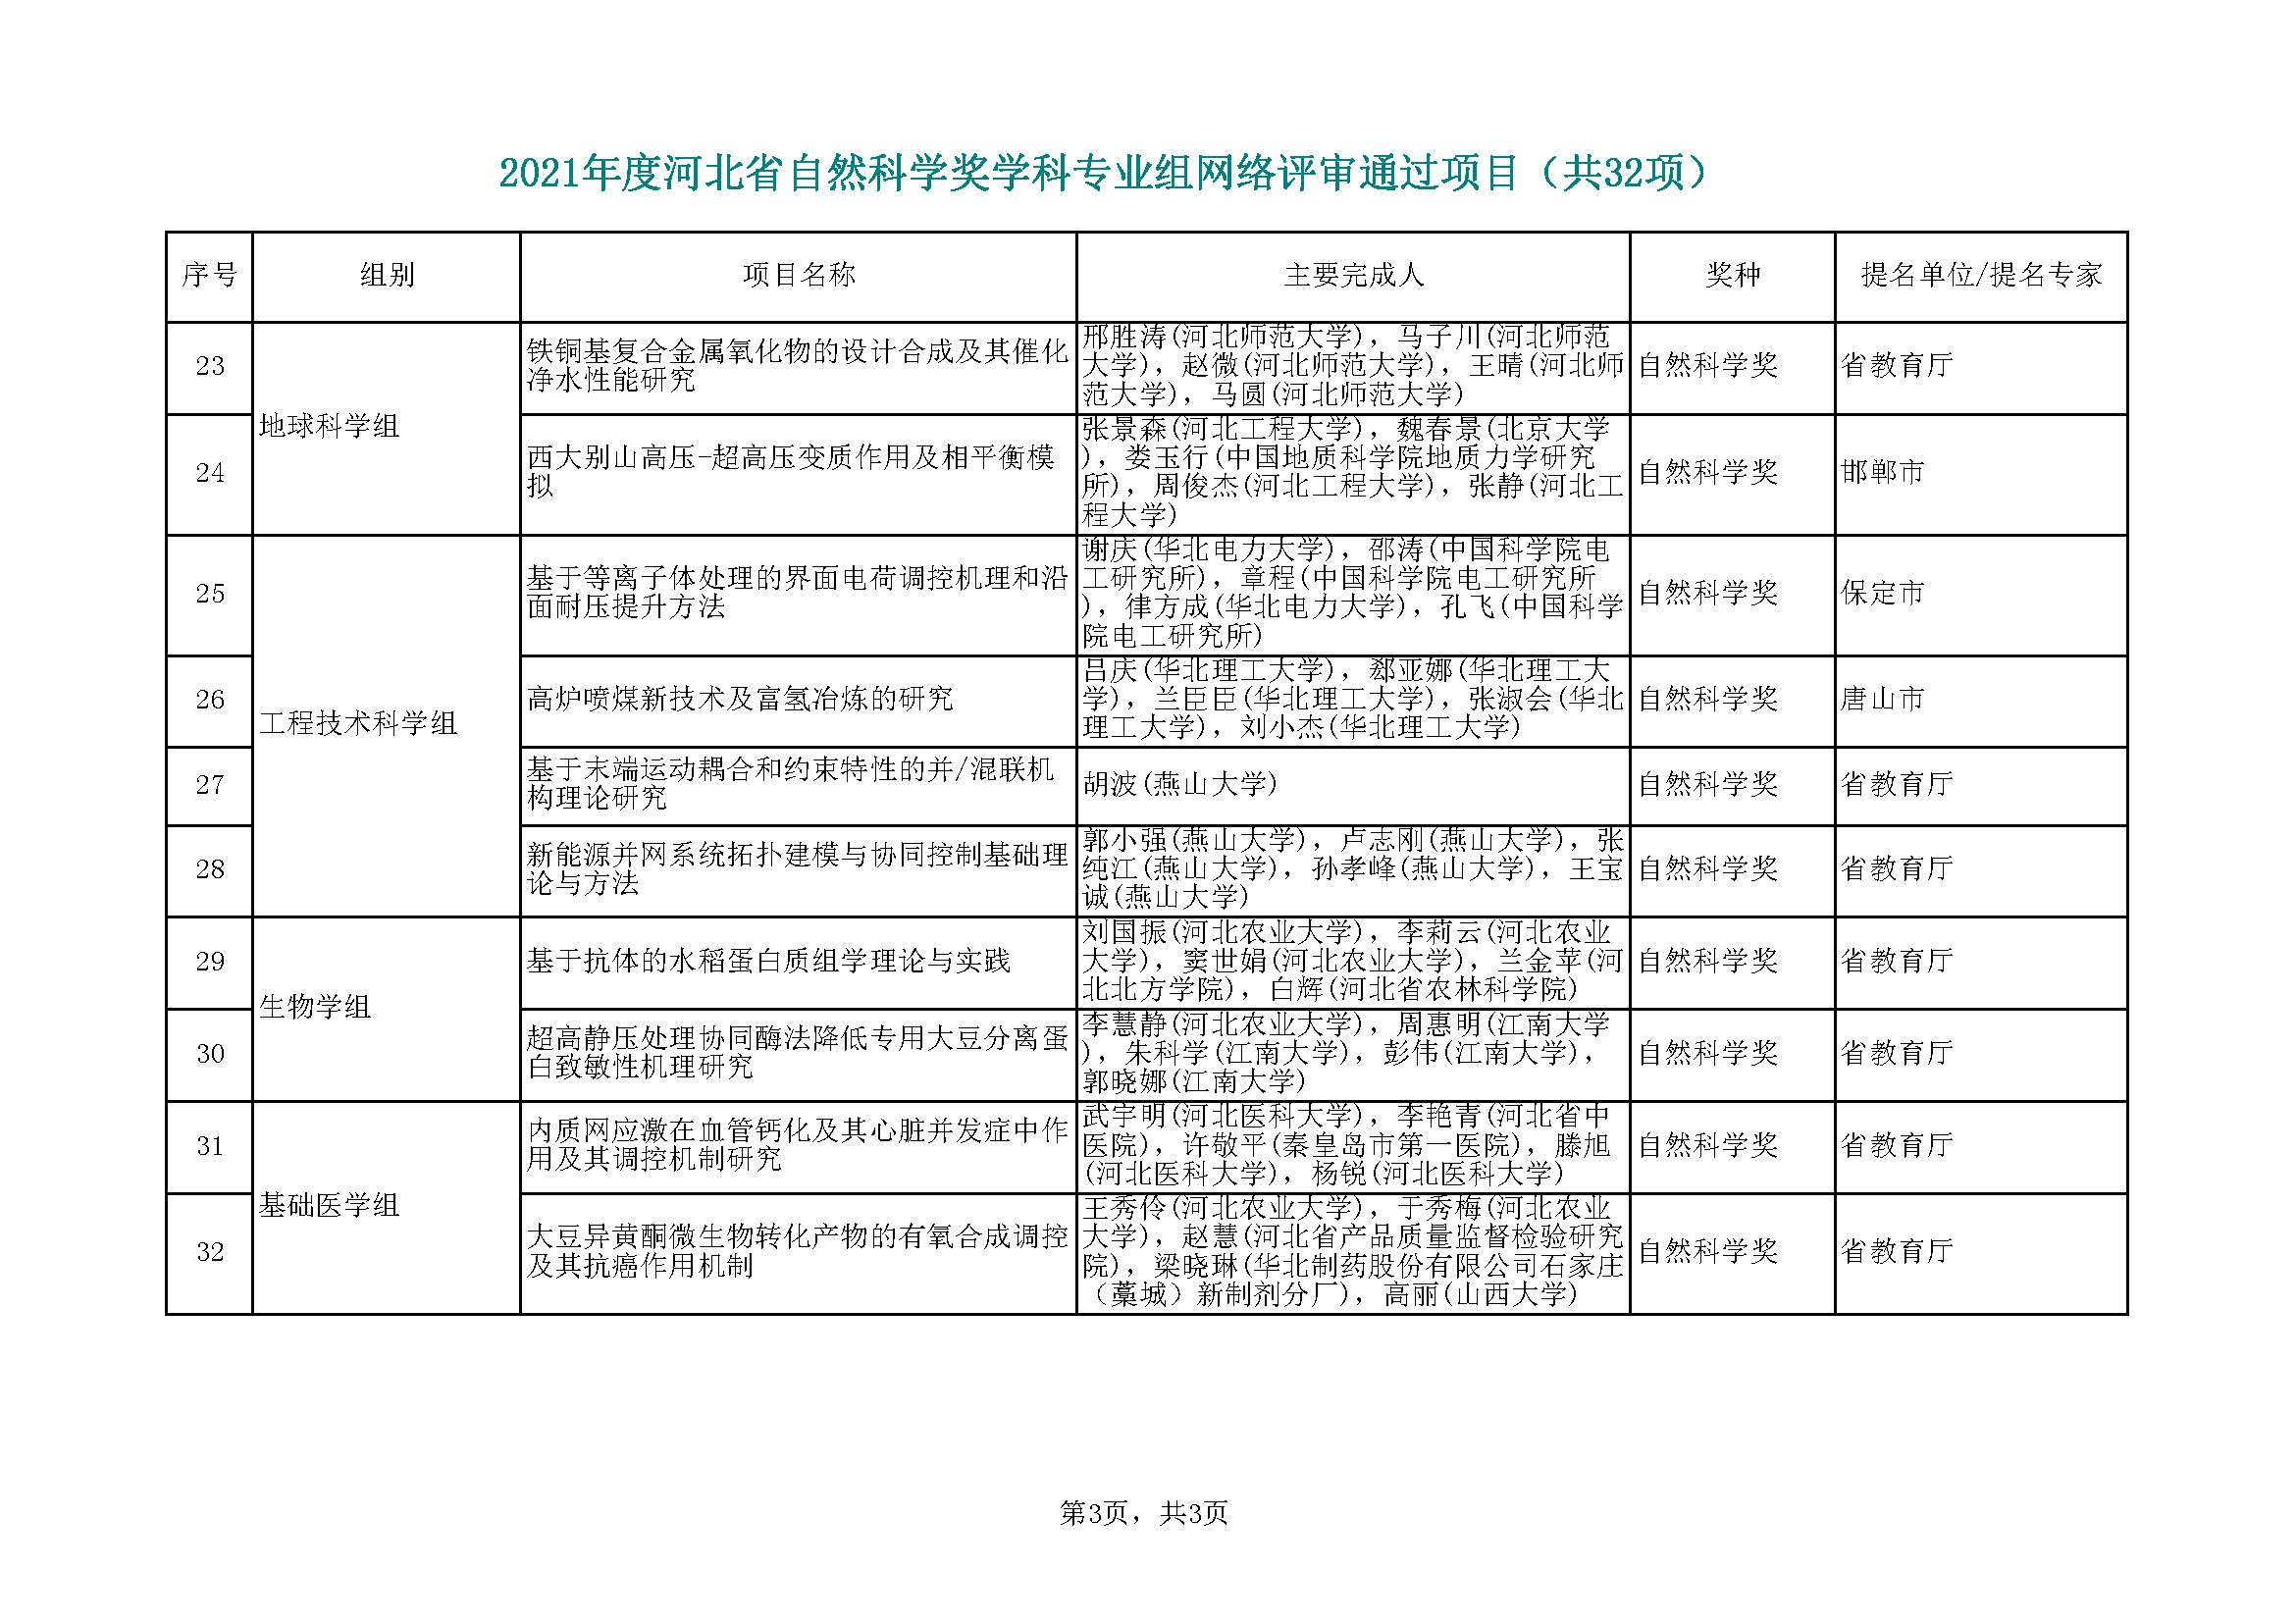 2021年度河北省自然科学奖学科专业组网络评审通过项目（共32项）
序号 组别 项目名称 主要完成人 奖种 提名单位/提名专家
23
地球科学组
铁铜基复合金属氧化物的设计合成及其催化
净水性能研究
邢胜涛(河北师范大学)，马子川(河北师范
大学)，赵微(河北师范大学)，王晴(河北师
范大学)，马圆(河北师范大学)
自然科学奖
省教育厅
24
西大别山高压-超高压变质作用及相平衡模
拟
张景森(河北工程大学)，魏春景(北京大学
)，娄玉行(中国地质科学院地质力学研究
所)，周俊杰(河北工程大学)，张静(河北工
程大学)
自然科学奖
邯郸市
25
工程技术科学组
基于等离子体处理的界面电荷调控机理和沿
面耐压提升方法
谢庆(华北电力大学)，邵涛(中国科学院电
工研究所)，章程(中国科学院电工研究所
)，律方成(华北电力大学)，孔飞(中国科学
院电工研究所)
自然科学奖
保定市
26
高炉喷煤新技术及富氢冶炼的研究
吕庆(华北理工大学)，郄亚娜(华北理工大
学)，兰臣臣(华北理工大学)，张淑会(华北
理工大学)，刘小杰(华北理工大学)
自然科学奖
唐山市
27
基于末端运动耦合和约束特性的并/混联机
构理论研究
胡波(燕山大学)
自然科学奖
省教育厅
28
新能源并网系统拓扑建模与协同控制基础理
论与方法
郭小强(燕山大学)，卢志刚(燕山大学)，张
纯江(燕山大学)，孙孝峰(燕山大学)，王宝
诚(燕山大学)
自然科学奖
省教育厅
29
生物学组
基于抗体的水稻蛋白质组学理论与实践
刘国振(河北农业大学)，李莉云(河北农业
大学)，窦世娟(河北农业大学)，兰金苹(河
北北方学院)，白辉(河北省农林科学院)
自然科学奖
省教育厅
30
超高静压处理协同酶法降低专用大豆分离蛋
白致敏性机理研究
李慧静(河北农业大学)，周惠明(江南大学
)，朱科学(江南大学)，彭伟(江南大学)，
郭晓娜(江南大学)
自然科学奖
省教育厅
31
基础医学组
内质网应激在血管钙化及其心脏并发症中作
用及其调控机制研究
武宇明(河北医科大学)，李艳青(河北省中
医院)，许敬平(秦皇岛市第一医院)，滕旭
(河北医科大学)，杨锐(河北医科大学)
自然科学奖
省教育厅
32
大豆异黄酮微生物转化产物的有氧合成调控
及其抗癌作用机制
王秀伶(河北农业大学)，于秀梅(河北农业
大学)，赵慧(河北省产品质量监督检验研究
院)，梁晓琳(华北制药股份有限公司石家庄
（藁城）新制剂分厂)，高丽(山西大学)
自然科学奖
省教育厅
第3页，共3页